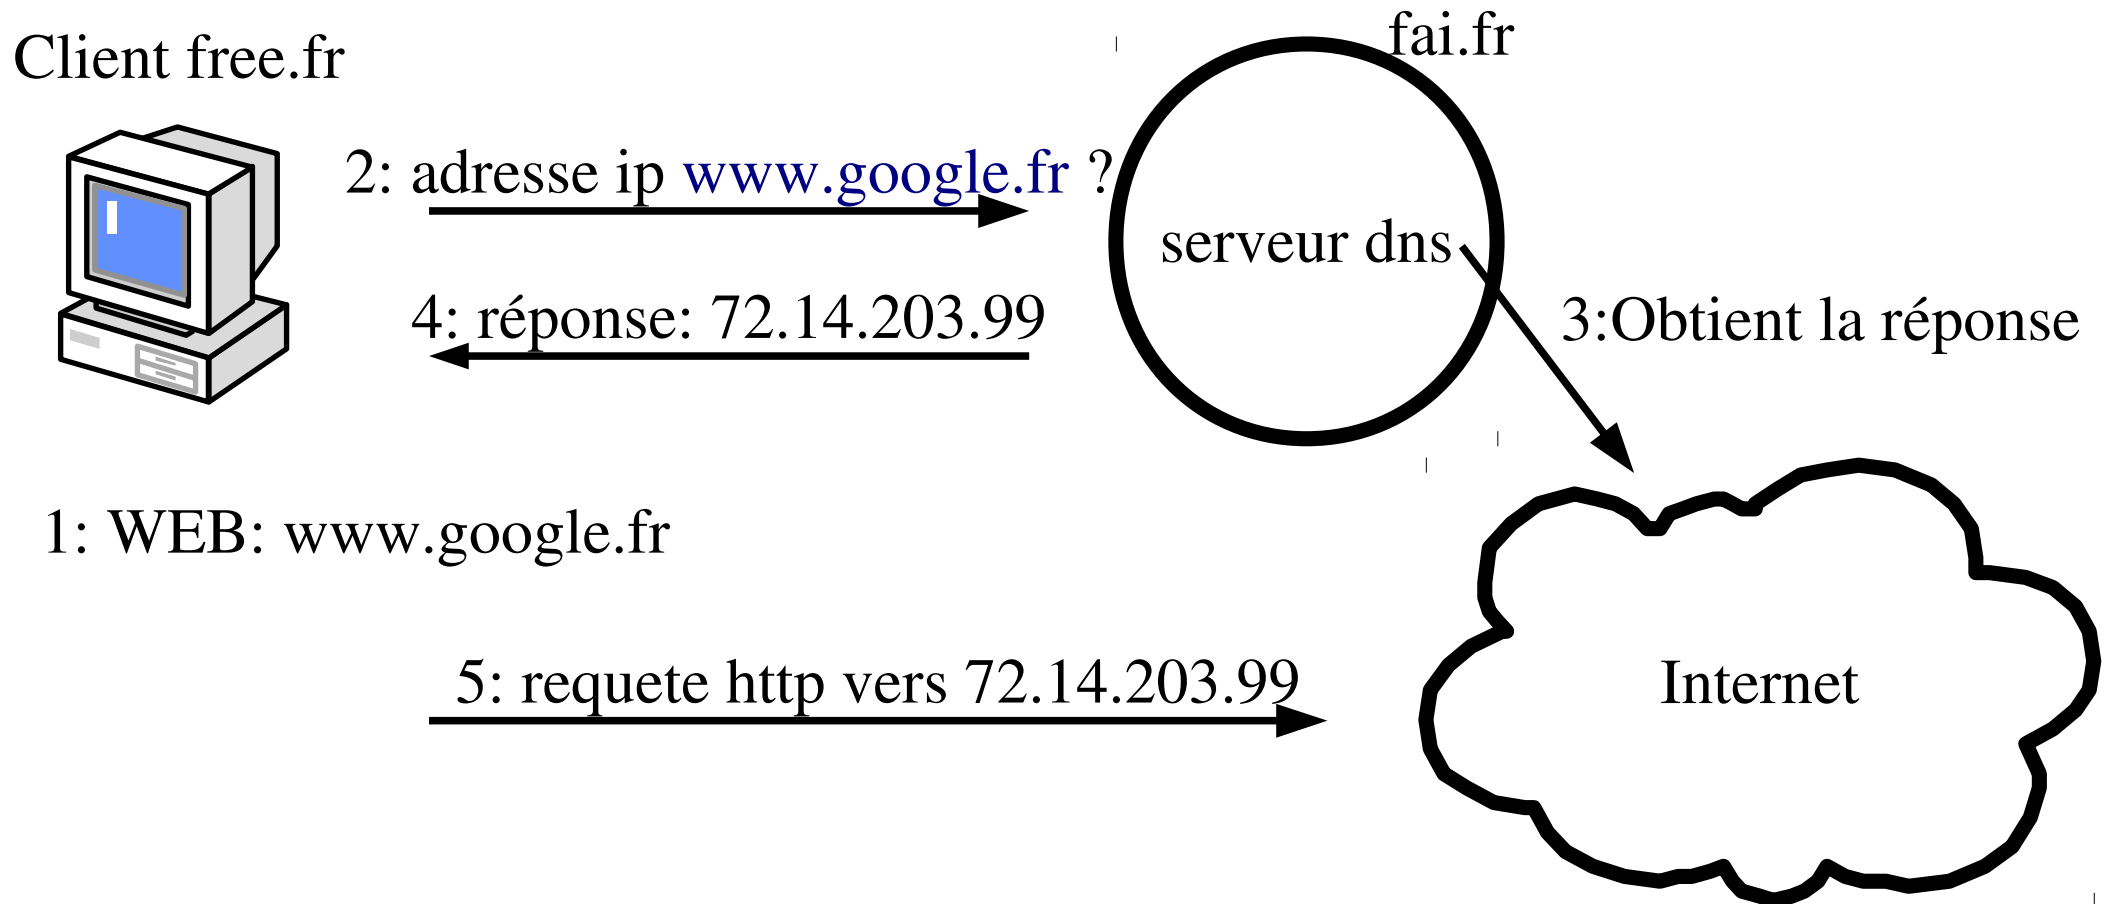 fai.fr
Client free.fr
2: adresse ip www.google.fr ?
serveur dns
4: réponse: 72.14.203.99
3:Obtient la réponse
1: WEB: www.google.fr
5: requete http vers 72.14.203.99
Internet